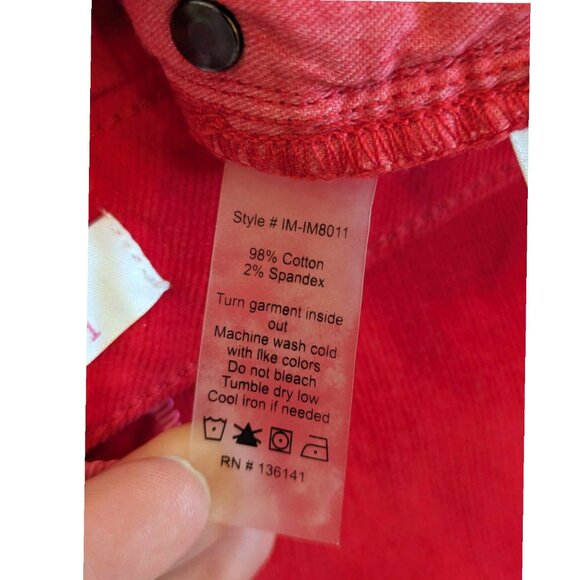 Style # IM-IM8011
98% Cotton
2% Spandex
Turn garment inside
out
Machine wash cold
with like colors
Do not bleach
Tumble dry low
Cool iron if needed
RN # 136141